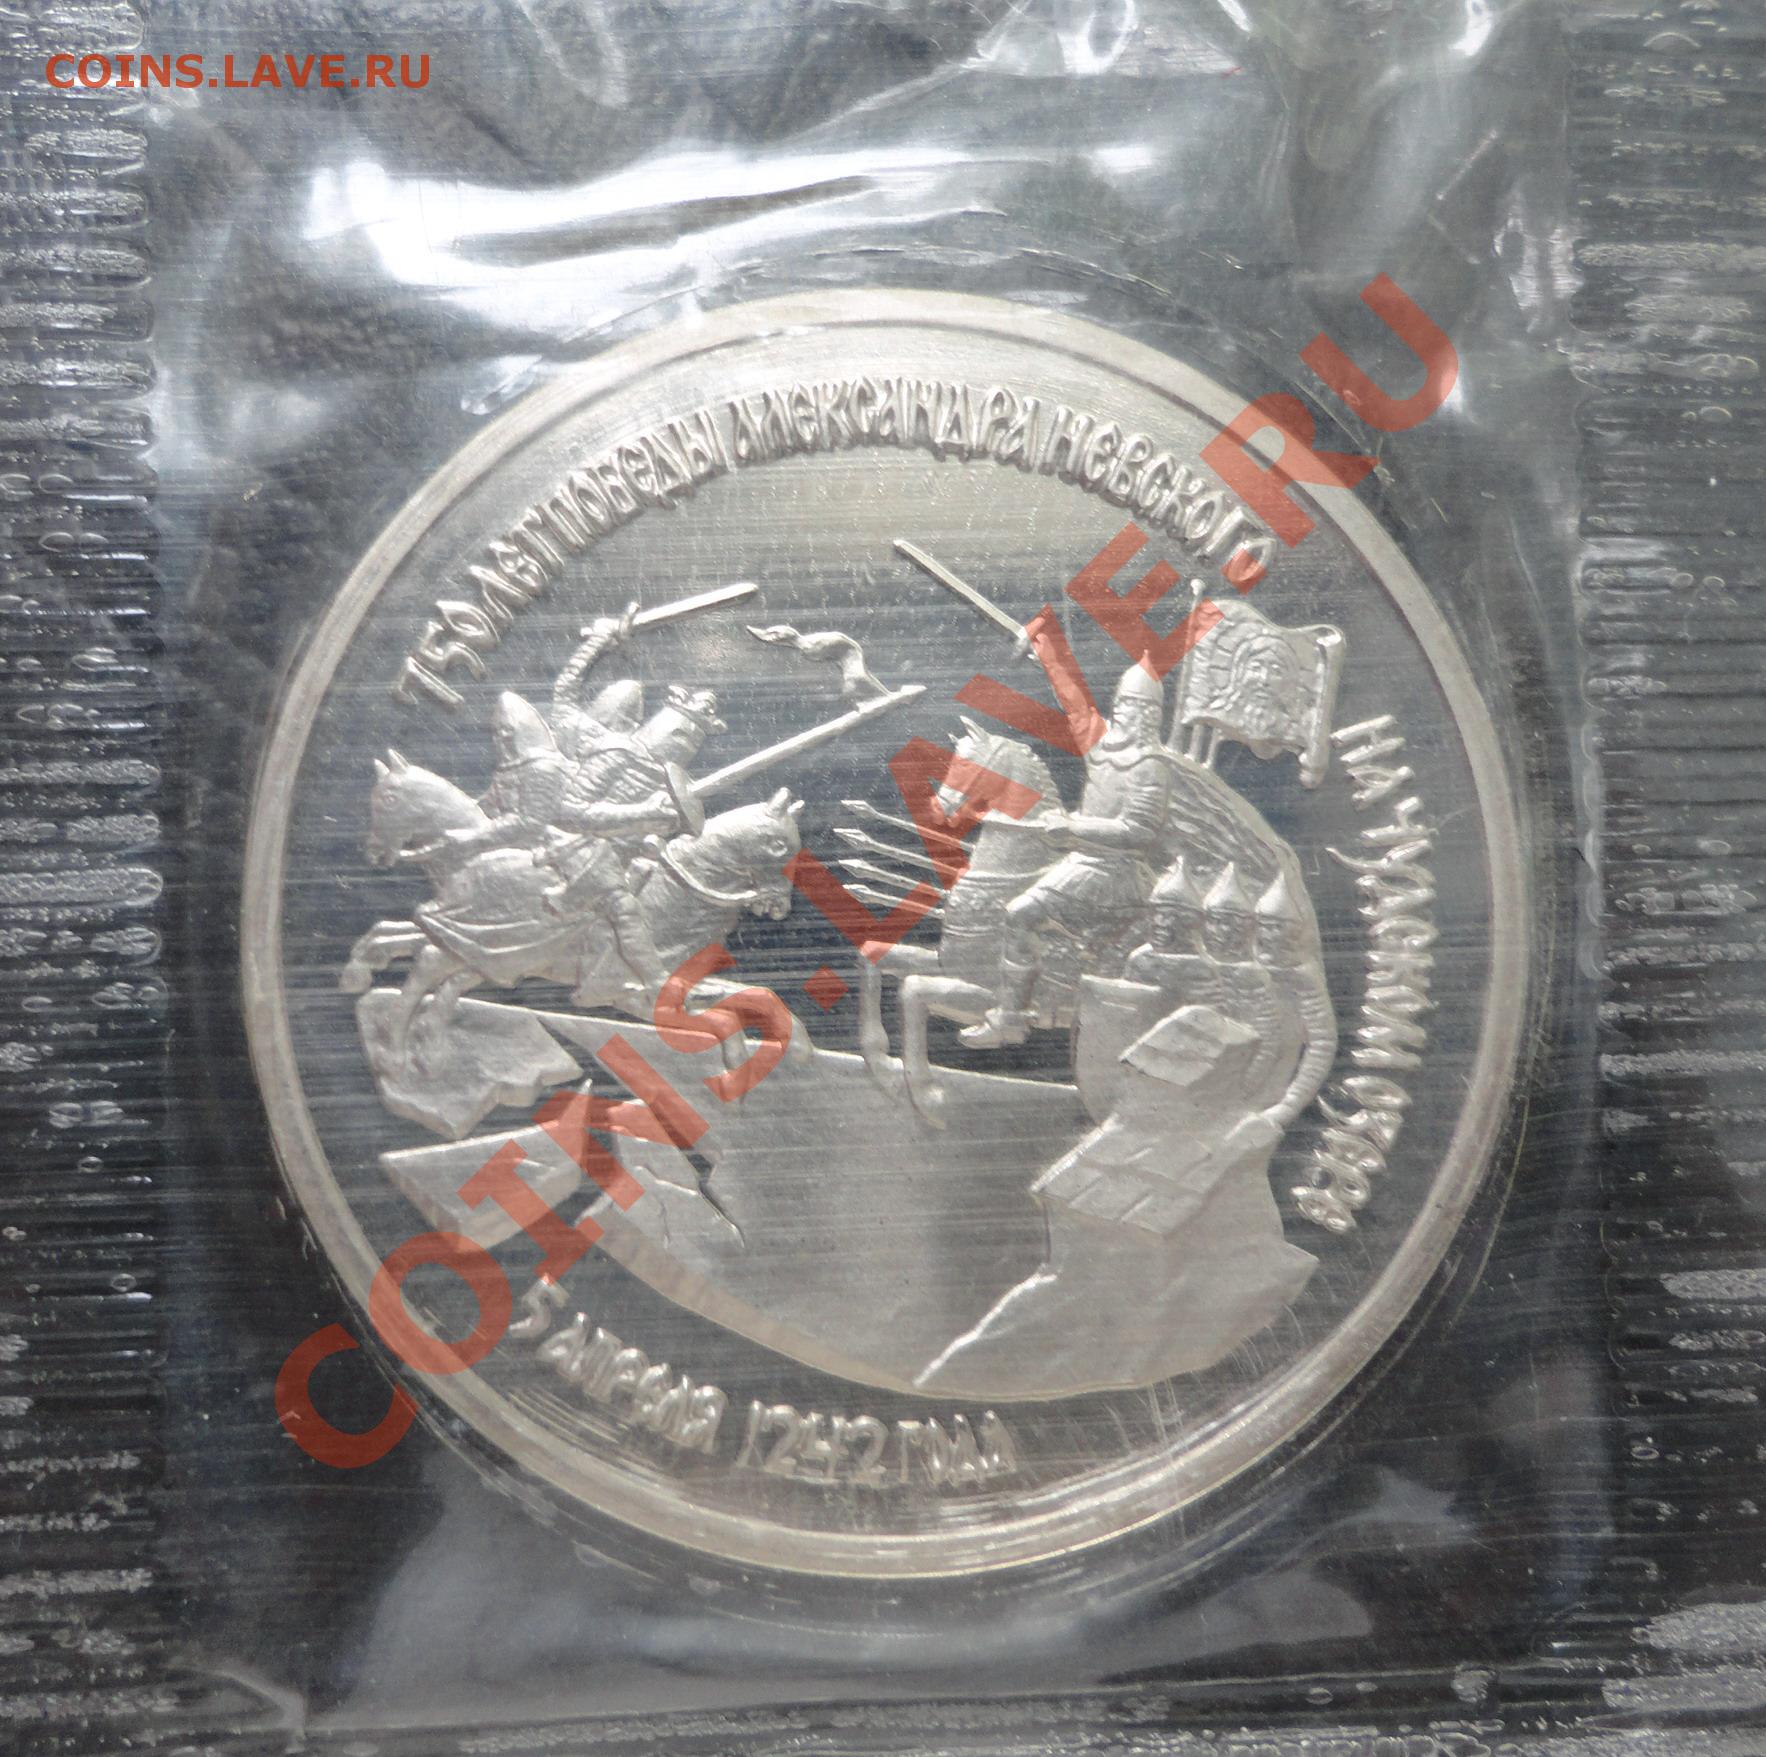 COINS.LAVE.RU
750 ЛЕТ ПОБЕДЫ АЛЕКСАНДРА НЕВСКОГО
НА ЧУДСКОМ ОЗЕРЕ
5 АПРЕЛЯ 1242 ГОДА
COINS.LAVE.RU